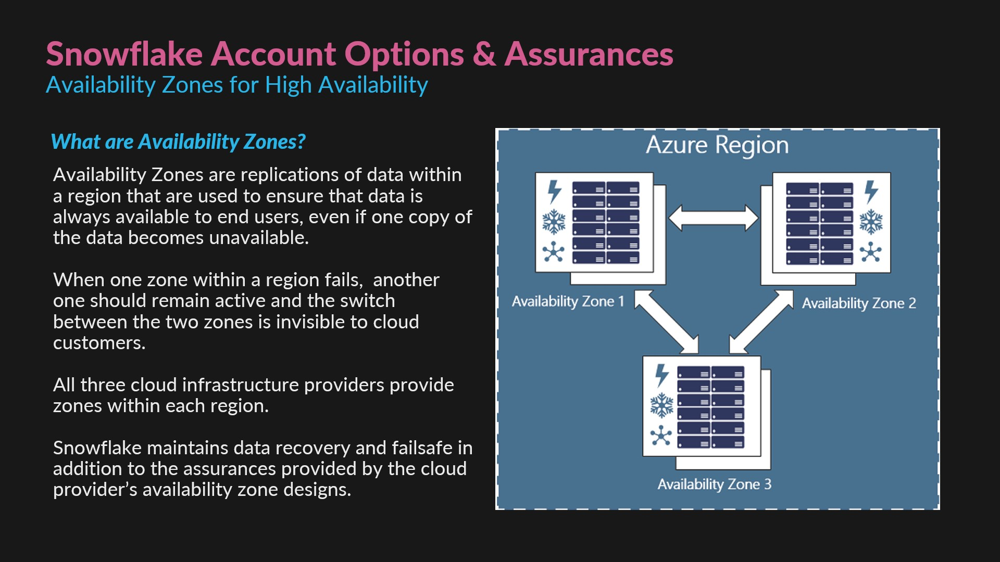 Snowflake Account Options & Assurances
Availability Zones for High Availability
What are Availability Zones?
Availability Zones are replications of data within
a region that are used to ensure that data is
always available to end users, even if one copy of
the data becomes unavailable.
When one zone within a region fails,  another
one should remain active and the switch
between the two zones is invisible to cloud
customers.
All three cloud infrastructure providers provide
zones within each region.
Snowflake maintains data recovery and failsafe in
addition to the assurances provided by the cloud
provider’s availability zone designs.
Azure Region
Availability Zone 1
Availability Zone 2
Availability Zone 3